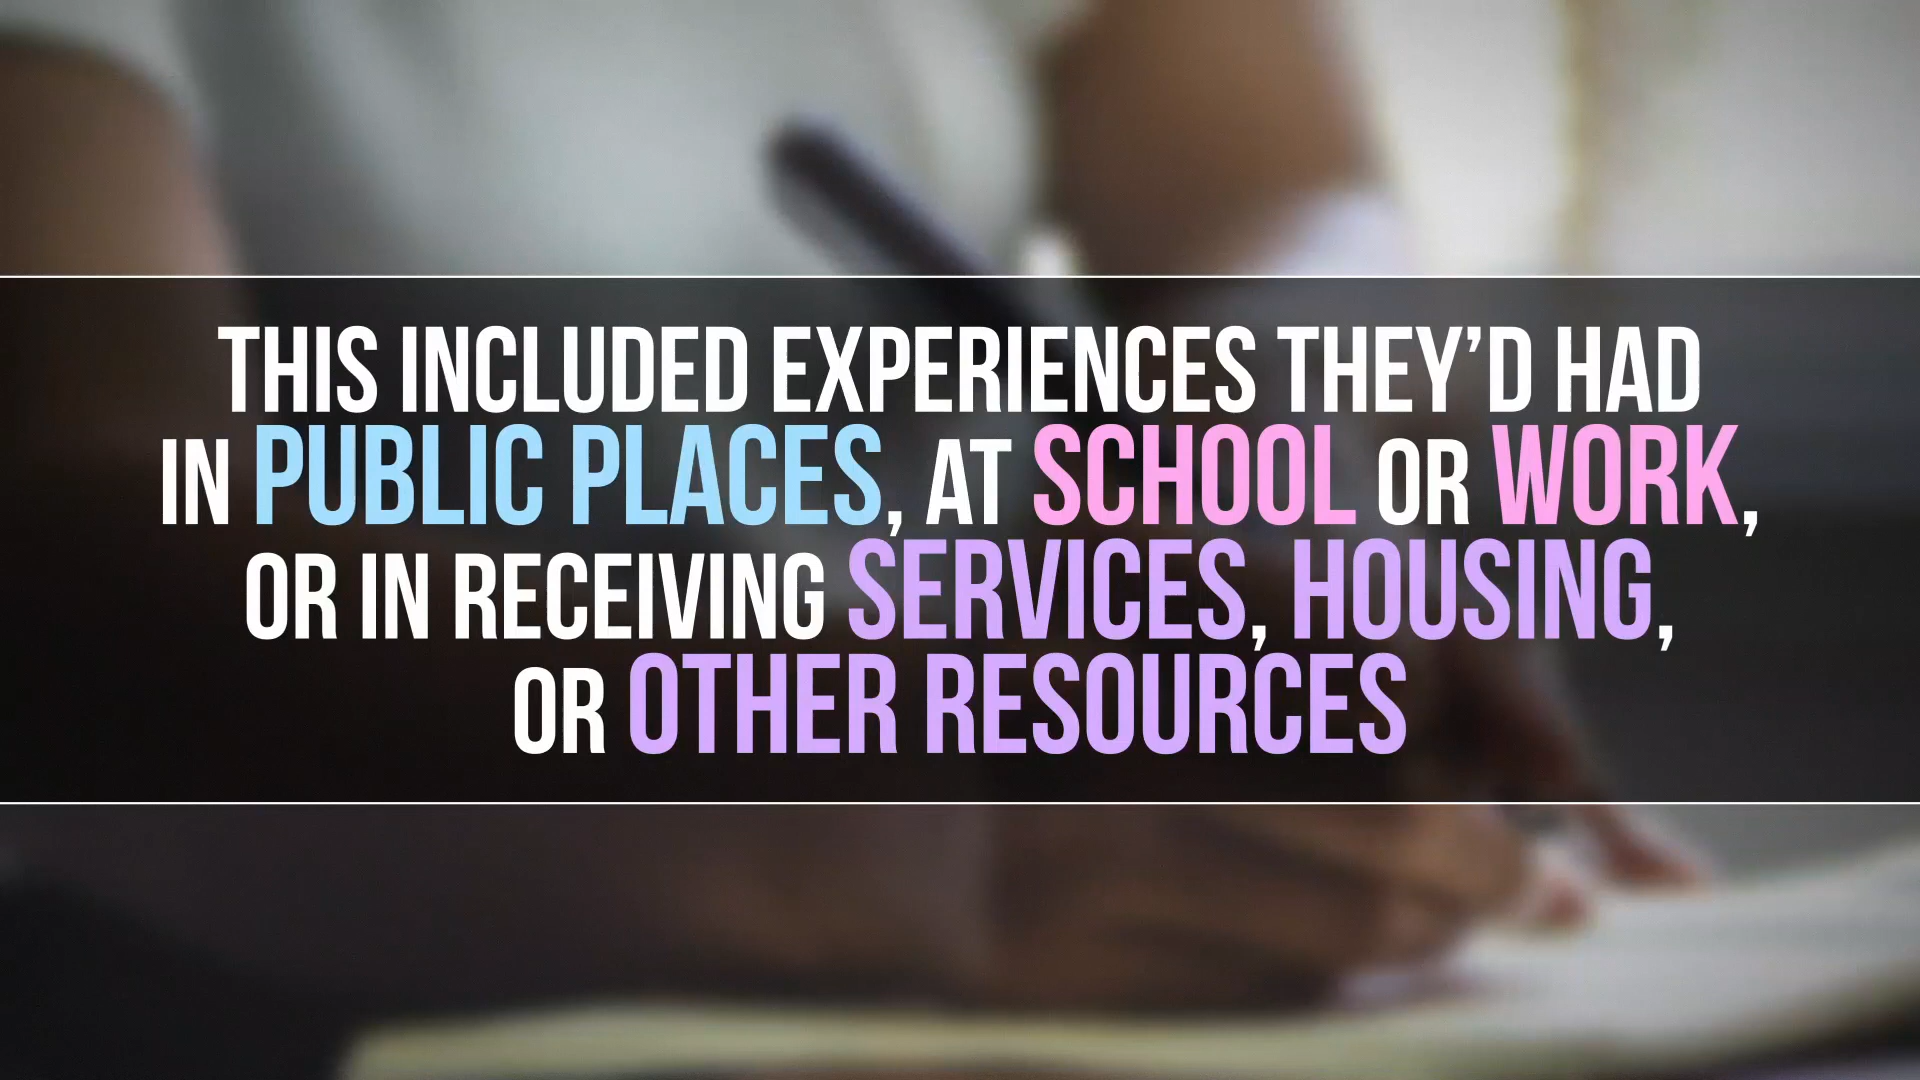 THIS INCLUDED EXPERIENCES THEY’D HAD
IN PUBLIC PLACES, AT SCHOOL OR WORK,
OR IN RECEIVING SERVICES, HOUSING,
OR OTHER RESOURCES